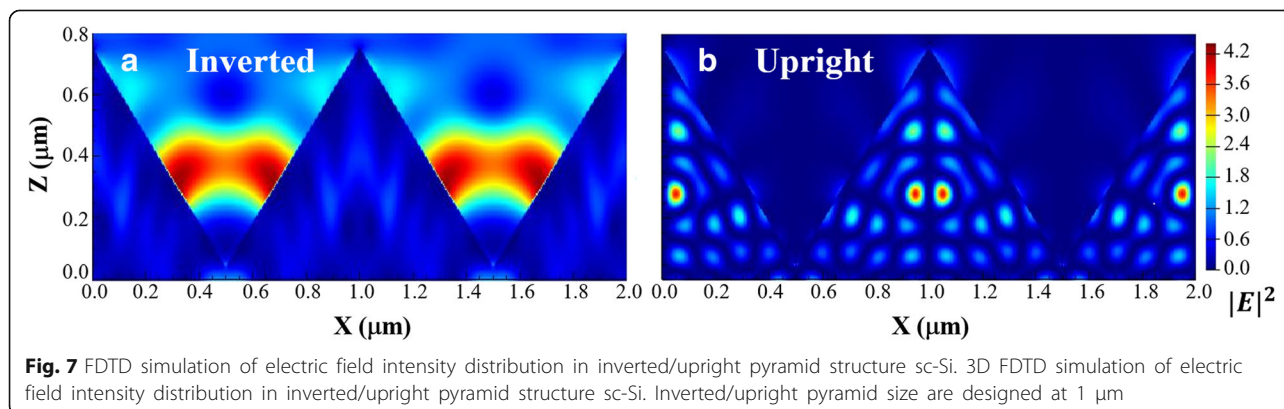 a Inverted
b Upright
0.8
0.6
0.4
0.2
0.0
Z (μm)
0.0 0.2 0.4 0.6 0.8 1.0 1.2 1.4 1.6 1.8 2.0
X (μm)
0.0 0.2 0.4 0.6 0.8 1.0 1.2 1.4 1.6 1.8 2.0
X (μm)
4.2
3.6
3.0
2.4
1.8
1.2
0.6
0.0
|E|²
Fig. 7 FDTD simulation of electric field intensity distribution in inverted/upright pyramid structure sc-Si. 3D FDTD simulation of electric
field intensity distribution in inverted/upright pyramid structure sc-Si. Inverted/upright pyramid size are designed at 1 μm